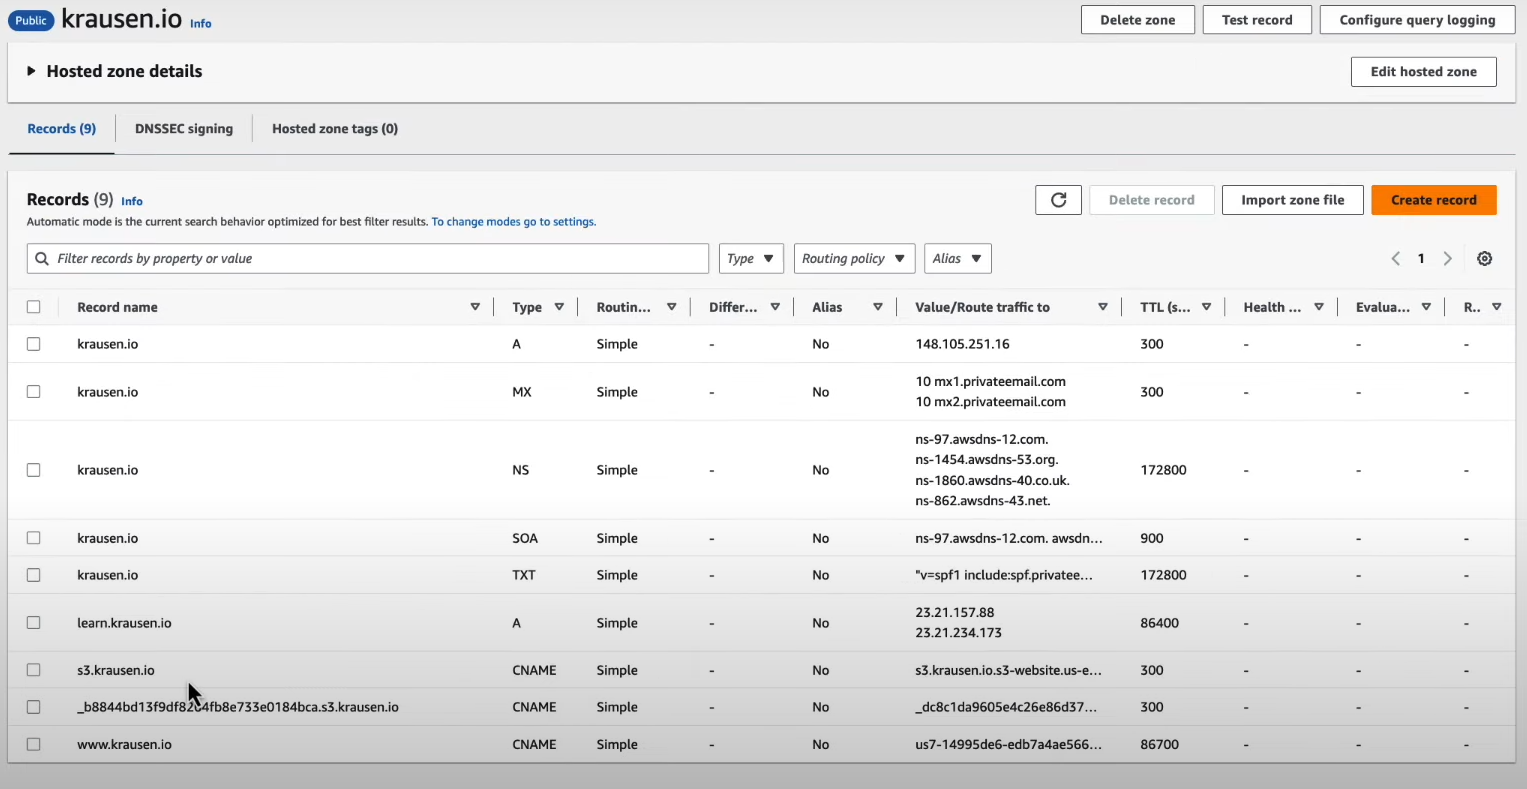 Public krausen.io Info Delete zone Test record Configure query logging
Hosted zone details Edit hosted zone
Records (9) DNSSEC signing Hosted zone tags (0)
Records (9) Info Delete record Import zone file Create record
Automatic mode is the current search behavior optimized for best filter results. To change modes go to settings.
Filter records by property or value Type Routing policy Alias 1
Record name Type Routin... Differ... Alias Value/Route traffic to TTL (s... Health ... Evalua... R..
krausen.io A Simple - No 148.105.251.16 300 - - -
krausen.io MX Simple - No 10 mx1.privateemail.com 300 - - -
10 mx2.privateemail.com
krausen.io NS Simple - No ns-97.awsdns-12.com. 172800 - - -
ns-1454.awsdns-53.org.
ns-1860.awsdns-40.co.uk.
ns-862.awsdns-43.net.
krausen.io SOA Simple - No ns-97.awsdns-12.com. awsdn... 900 - - -
krausen.io TXT Simple - No "v=spf1 include:spf.privatee... 172800 - - -
learn.krausen.io A Simple - No 23.21.157.88 86400 - - -
23.21.234.173
s3.krausen.io CNAME Simple - No s3.krausen.io.s3-website.us-e... 300 - - -
CNAME Simple - No _dc8c1da9605e4c26e86d37... 300 - - -
www.krausen.io CNAME Simple - No us7-14995de6-edb7a4ae566... 86700 - - -